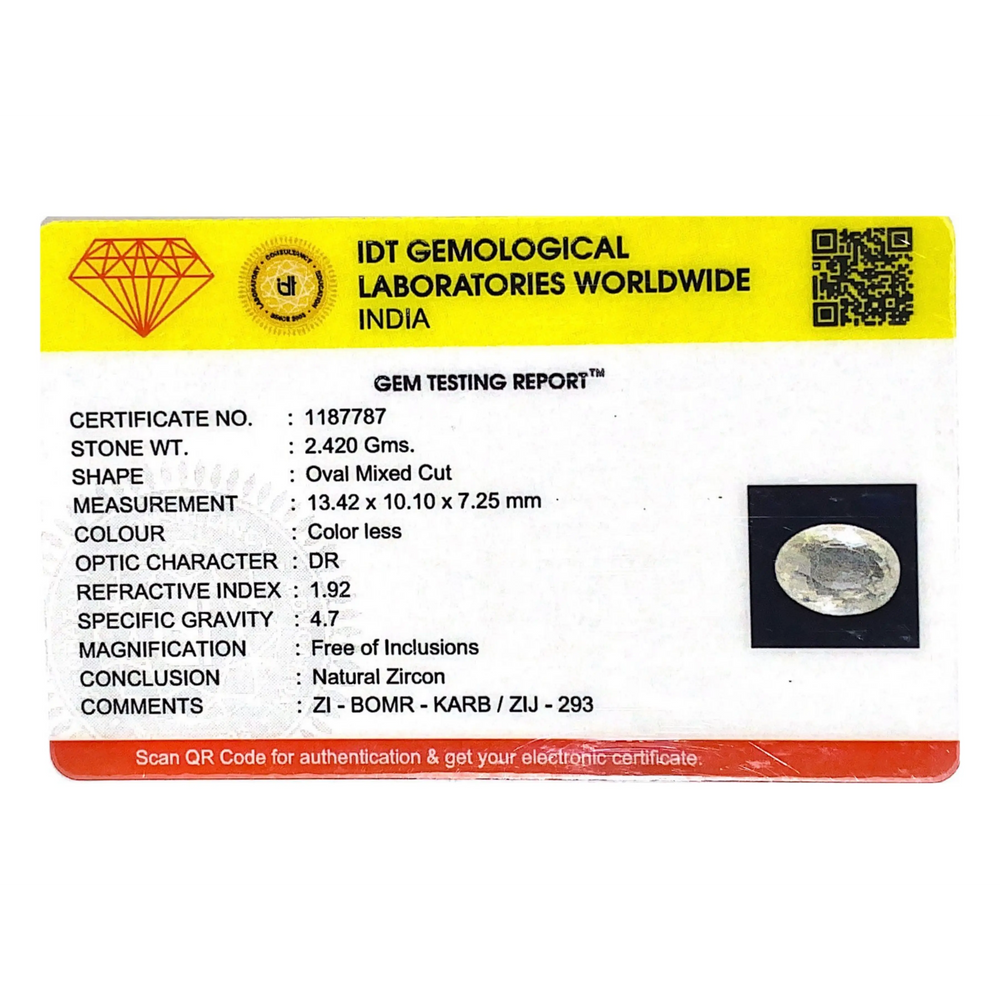 IDT GEMOLOGICAL
LABORATORIES WORLDWIDE
INDIA
GEM TESTING REPORT™
CERTIFICATE NO. : 1187787
STONE WT. : 2.420 Gms.
SHAPE : Oval Mixed Cut
MEASUREMENT : 13.42 x 10.10 x 7.25 mm
COLOUR : Color less
OPTIC CHARACTER : DR
REFRACTIVE INDEX : 1.92
SPECIFIC GRAVITY : 4.7
MAGNIFICATION : Free of Inclusions
CONCLUSION : Natural Zircon
COMMENTS : ZI - BOMR - KARB / ZIJ - 293
Scan QR Code for authentication & get your electronic certificate.